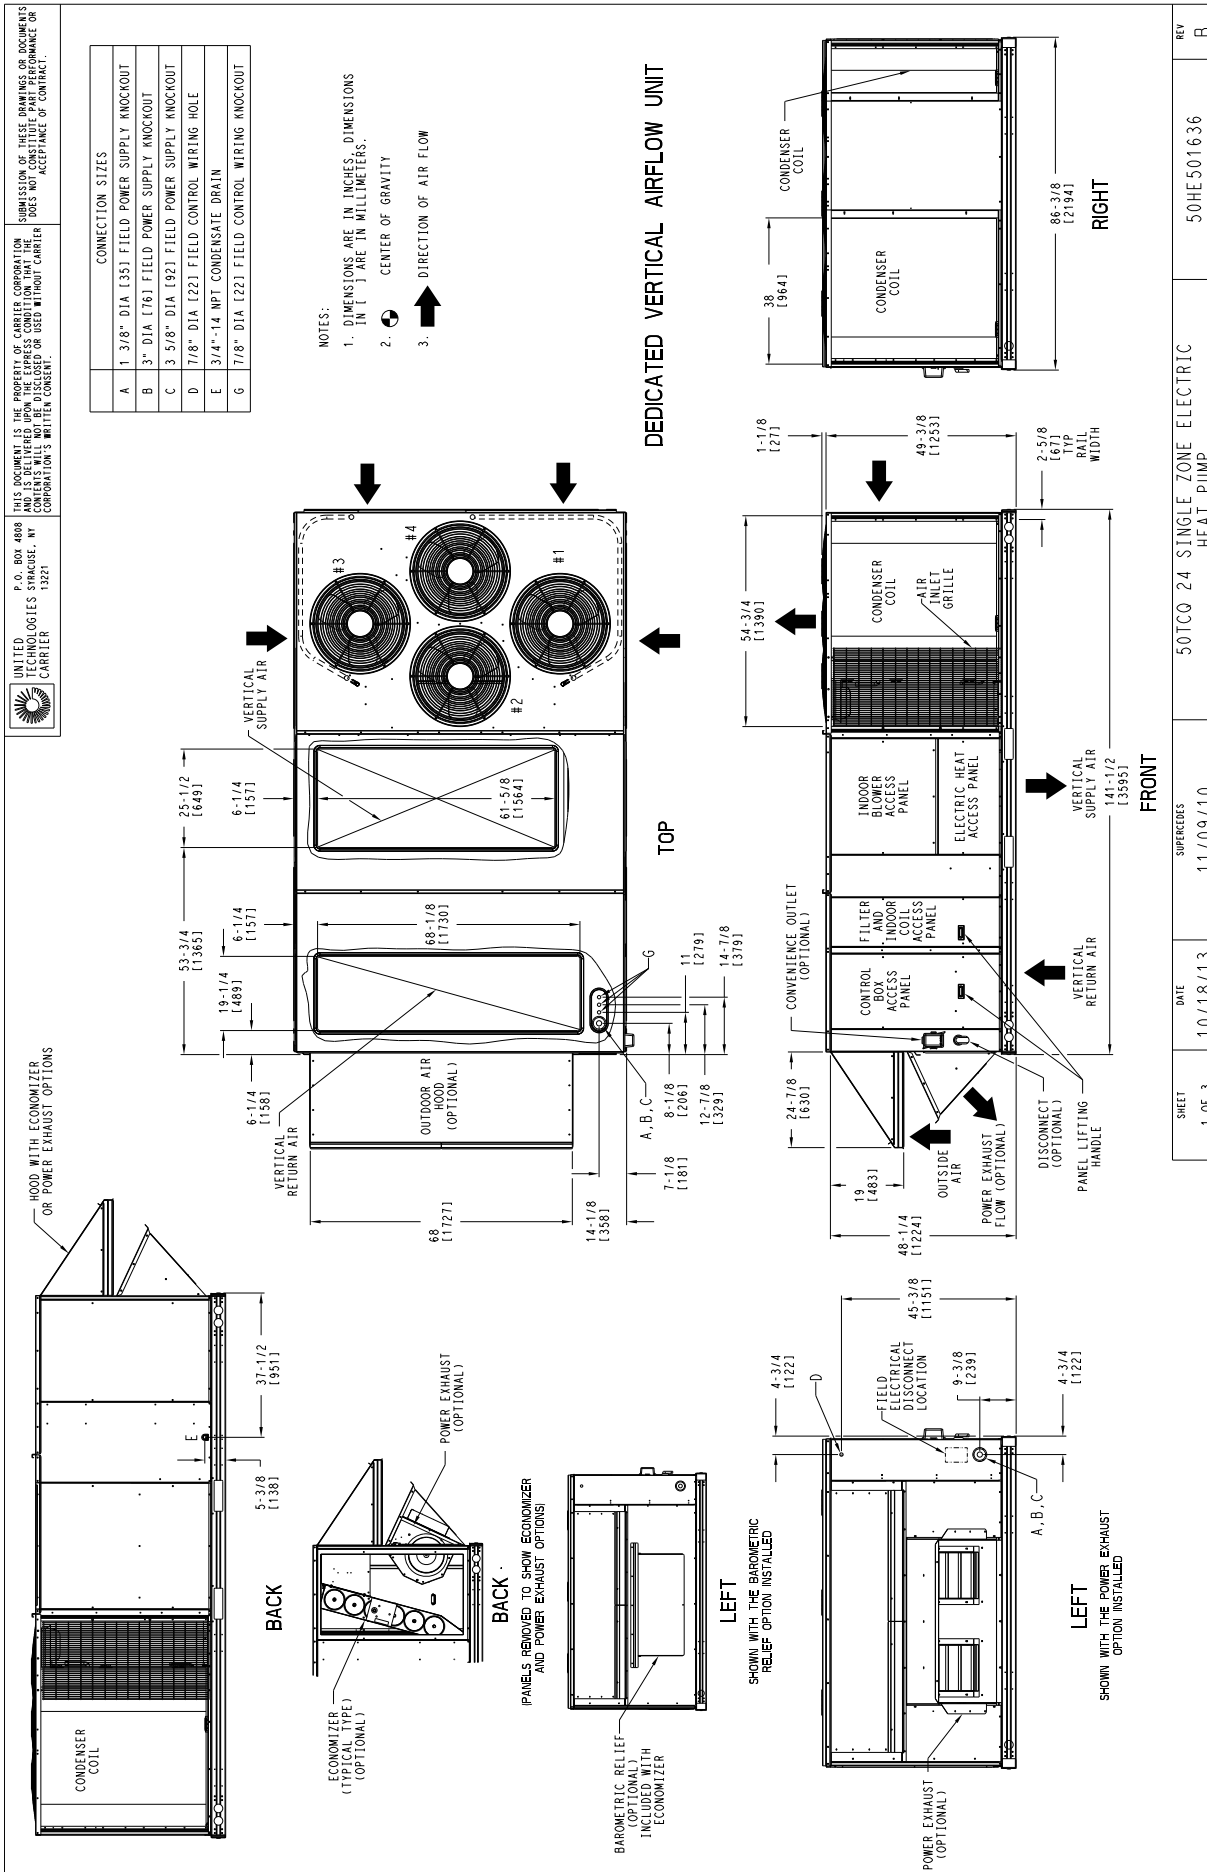 UNITED
TECHNOLOGIES
CARRIER
P.O. BOX 4808
SYRACUSE, NY
13221
THIS DOCUMENT IS THE PROPERTY OF CARRIER CORPORATION
AND IS DELIVERED UPON THE EXPRESS CONDITION THAT THE
CONTENTS WILL NOT BE DISCLOSED OR USED WITHOUT CARRIER
CORPORATION'S WRITTEN CONSENT.
SUBMISSION OF THESE DRAWINGS OR DOCUMENTS
DOES NOT CONSTITUTE PART PERFORMANCE OR
ACCEPTANCE OF CONTRACT.
CONNECTION SIZES
A 1 3/8" DIA [35] FIELD POWER SUPPLY KNOCKOUT
B 3" DIA [76] FIELD POWER SUPPLY KNOCKOUT
C 3 5/8" DIA [92] FIELD POWER SUPPLY KNOCKOUT
D 7/8" DIA [22] FIELD CONTROL WIRING HOLE
E 3/4"-14 NPT CONDENSATE DRAIN
G 7/8" DIA [22] FIELD CONTROL WIRING KNOCKOUT
NOTES:
1. DIMENSIONS ARE IN INCHES, DIMENSIONS
IN [ ] ARE IN MILLIMETERS.
2. CENTER OF GRAVITY
3. DIRECTION OF AIR FLOW
DEDICATED VERTICAL AIRFLOW UNIT
HOOD WITH ECONOMIZER
OR POWER EXHAUST OPTIONS
CONDENSER
COIL
E
5-3/8
[138]
37-1/2
[951]
BACK
ECONOMIZER
(TYPICAL TYPE)
(OPTIONAL)
POWER EXHAUST
(OPTIONAL)
BACK
(PANELS REMOVED TO SHOW ECONOMIZER
AND POWER EXHAUST OPTIONS)
BAROMETRIC RELIEF
(OPTIONAL)
INCLUDED WITH
ECONOMIZER
LEFT
SHOWN WITH THE BAROMETRIC
RELIEF OPTION INSTALLED
4-3/4
[122]
D
FIELD
ELECTRICAL
DISCONNECT
LOCATION
9-3/8
[239]
45-3/8
[1151]
4-3/4
[122]
A,B,C
POWER EXHAUST
(OPTIONAL)
LEFT
SHOWN WITH THE POWER EXHAUST
OPTION INSTALLED
53-3/4
[1365]
25-1/2
[649]
19-1/4
[489]
6-1/4
[158]
6-1/4
[157]
6-1/4
[157]
VERTICAL
SUPPLY AIR
VERTICAL
RETURN AIR
68-1/8
[1730]
61-5/8
[1564]
#3
#4
#1
#2
OUTDOOR AIR
HOOD
(OPTIONAL)
68
[1727]
14-1/8
[358]
7-1/8
[181]
A,B,C
G
8-1/8
[206]
12-7/8
[329]
11
[279]
14-7/8
[379]
TOP
24-7/8
[630]
19
[483]
48-1/4
[1224]
OUTSIDE
AIR
POWER EXHAUST
FLOW (OPTIONAL)
DISCONNECT
(OPTIONAL)
PANEL LIFTING
HANDLE
CONVENIENCE OUTLET
(OPTIONAL)
CONTROL
BOX
ACCESS
PANEL
FILTER
AND
INDOOR
COIL
ACCESS
PANEL
INDOOR
BLOWER
ACCESS
PANEL
ELECTRIC HEAT
ACCESS PANEL
54-3/4
[1390]
CONDENSER
COIL
AIR
INLET
GRILLE
1-1/8
[27]
49-3/8
[1253]
2-5/8
[67]
TYP
RAIL
WIDTH
VERTICAL
RETURN AIR
VERTICAL
SUPPLY AIR
141-1/2
[3595]
FRONT
38
[964]
CONDENSER
COIL
CONDENSER
COIL
86-3/8
[2194]
RIGHT
SHEET
1 OF 3
DATE
10/18/13
SUPERCEDES
11/09/10
50TCQ 24 SINGLE ZONE ELECTRIC
HEAT PUMP
50HE501636
REV
B